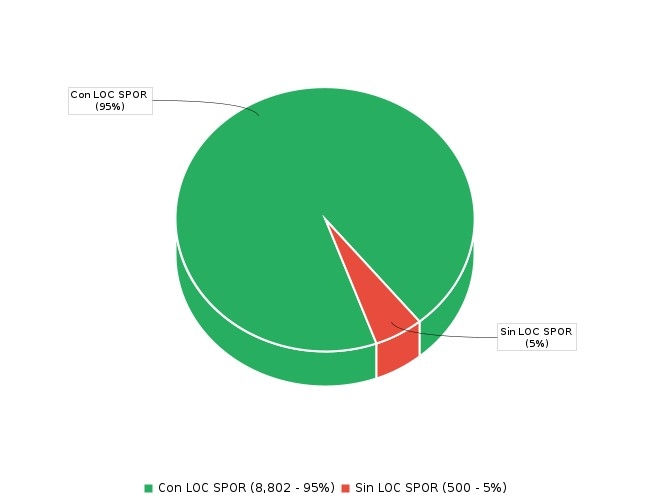 Con LOC SPOR
(95%)
Sin LOC SPOR
(5%)
Con LOC SPOR (8,802 - 95%) Sin LOC SPOR (500 - 5%)